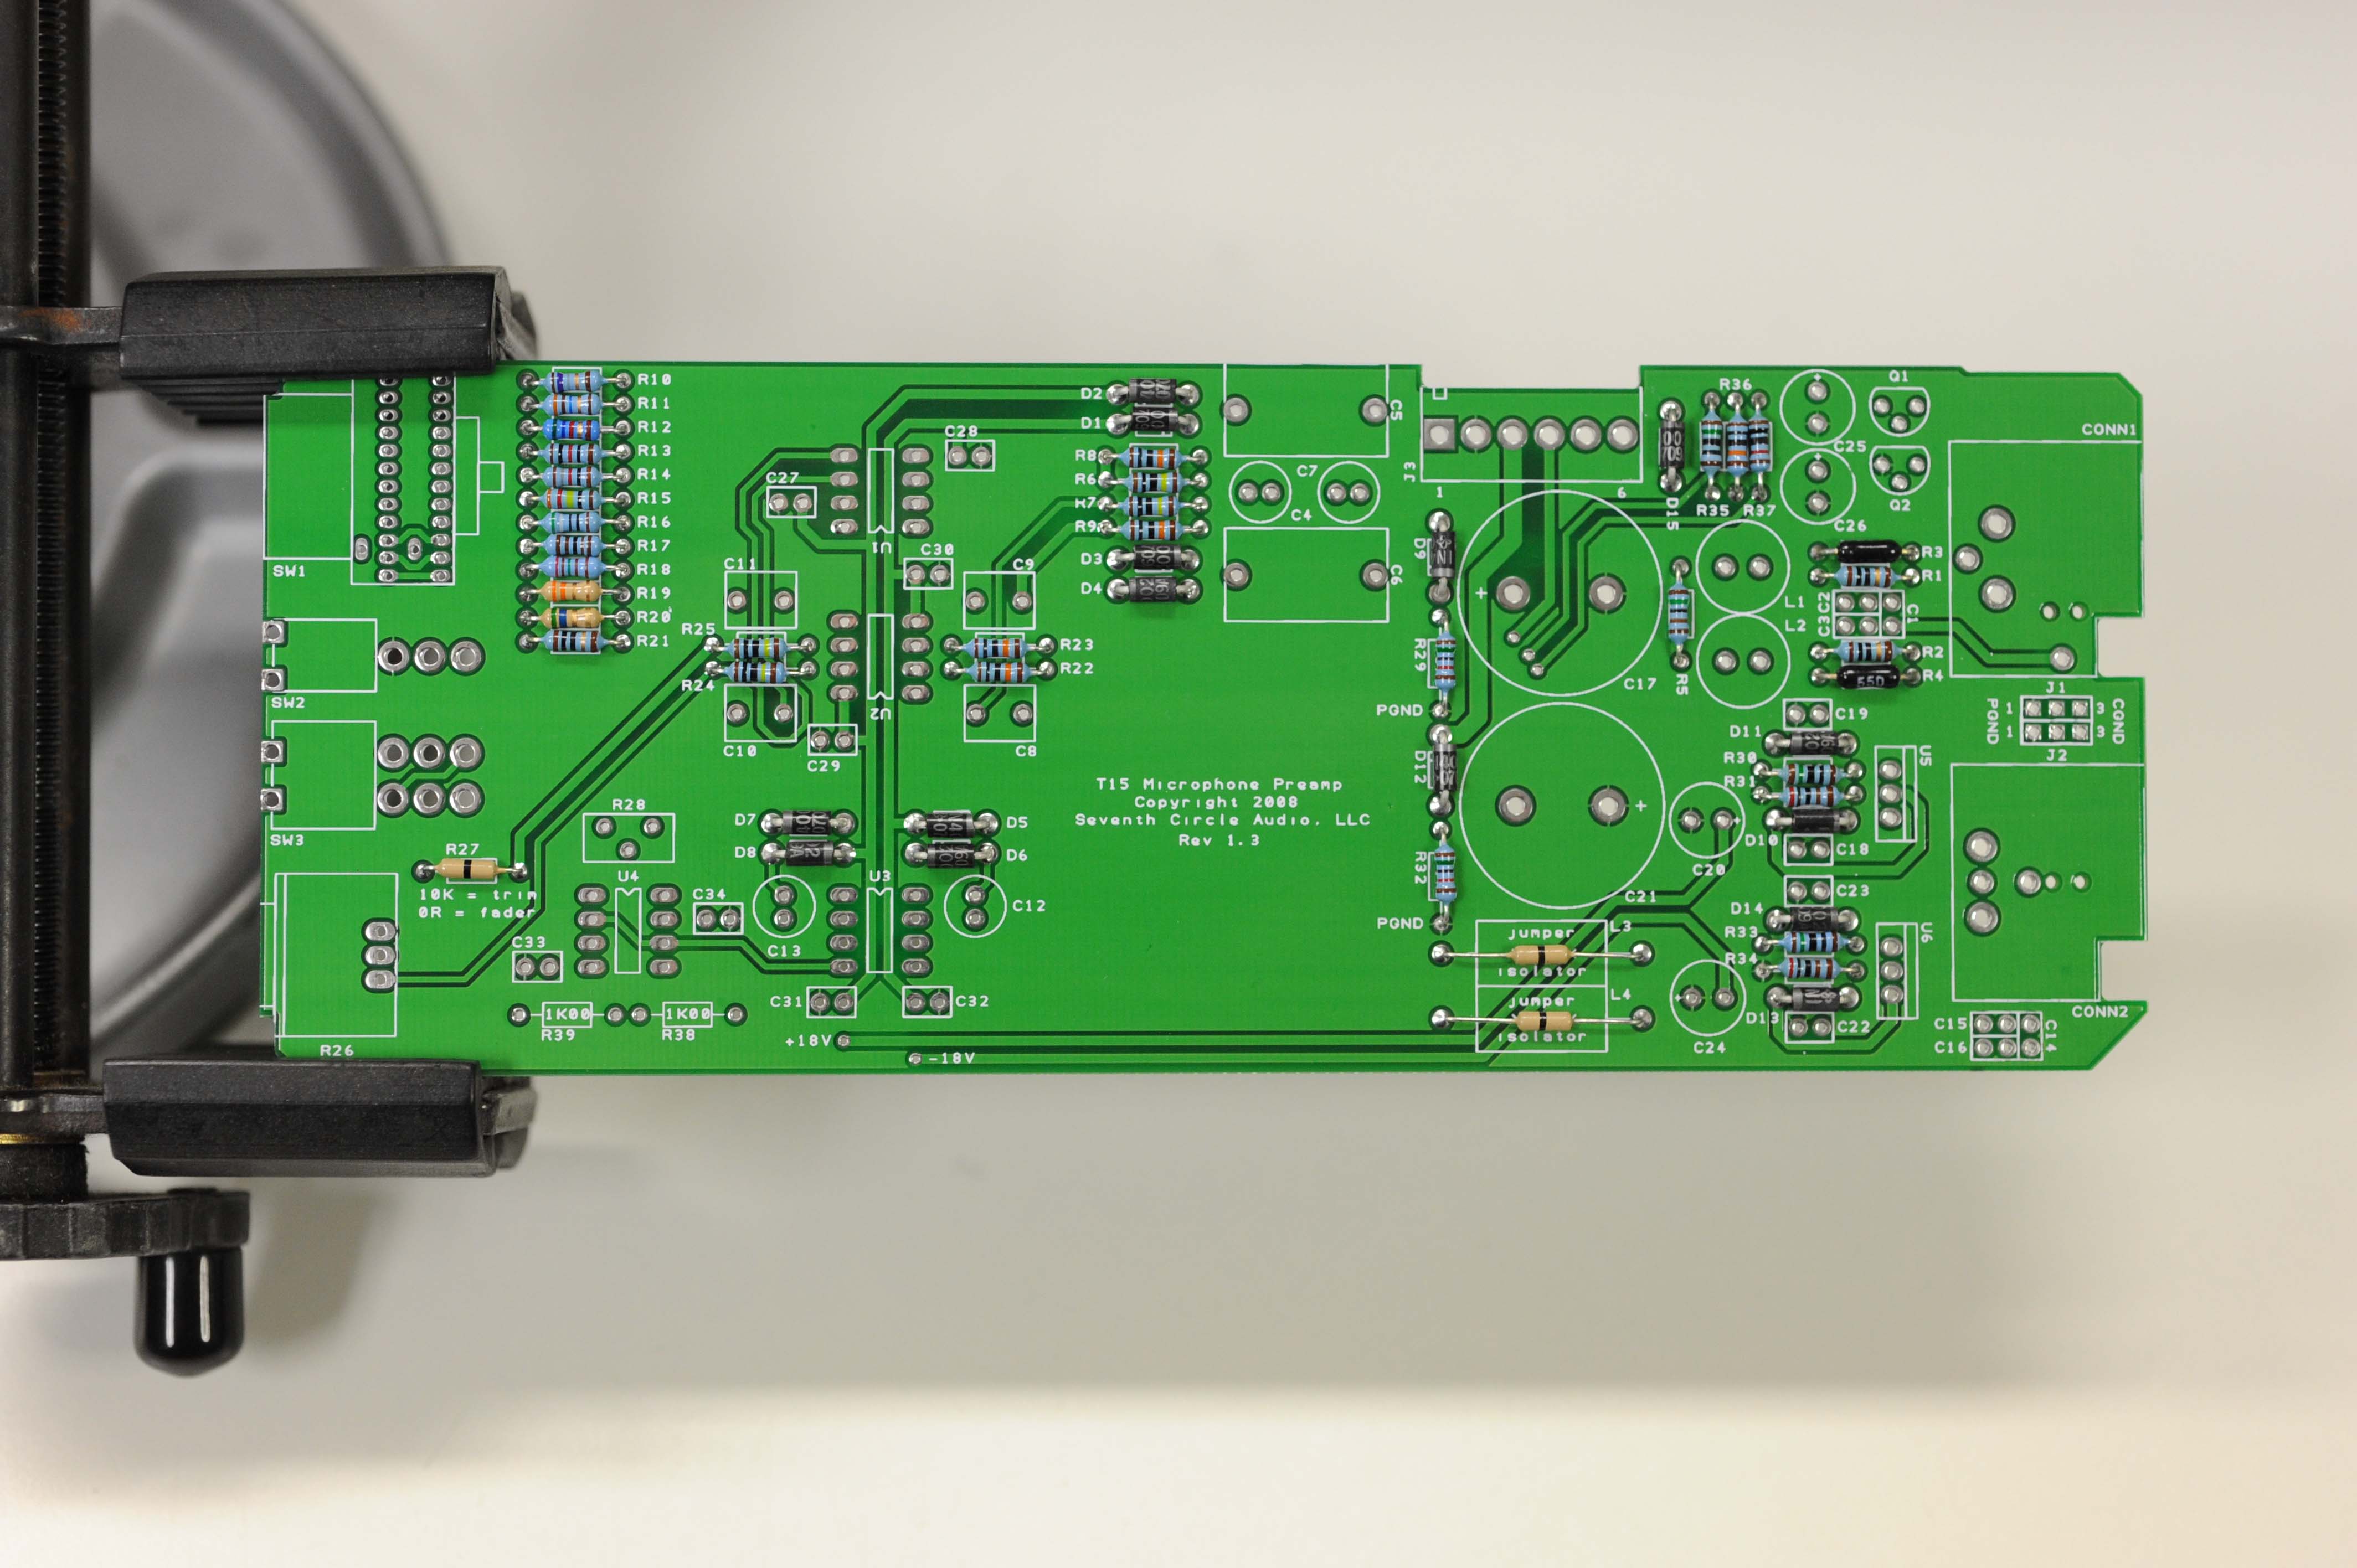 R10
R11
R12
R13
R14
R15
R16
R17
R18
R19
R20
R21
SW1
SW2
SW3
R25
R24
R27
10K = trim
0R = fader
R26
R28
U4
C33
C34
R39
1K00
R38
1K00
C27
C28
U1
C30
C11
C9
R23
R22
C10
C8
U2
C29
D7
D8
D5
D6
U3
C13
C12
C31
C32
+18V
-18V
D2
D1
R8
R6
R7
R9
D3
D4
C5
C7
C4
C6
T15 Microphone Preamp
Copyright 2008
Seventh Circle Audio, LLC
Rev 1.3
J3
1
6
D9
R29
PGND
D12
R32
PGND
C17
C21
jumper
L3
isolator
jumper
L4
isolator
D15
R36
R35
R37
R5
L1
L2
C25
C26
Q1
Q2
R3
R1
C2
C3
C1
R2
R4
C19
D11
R30
R31
D10
C18
U5
C20
C23
D14
R33
R34
D13
C22
U6
C24
CONN1
J1
PGND
1
3
1
3
CGND
J2
CONN2
C15
C16
C14